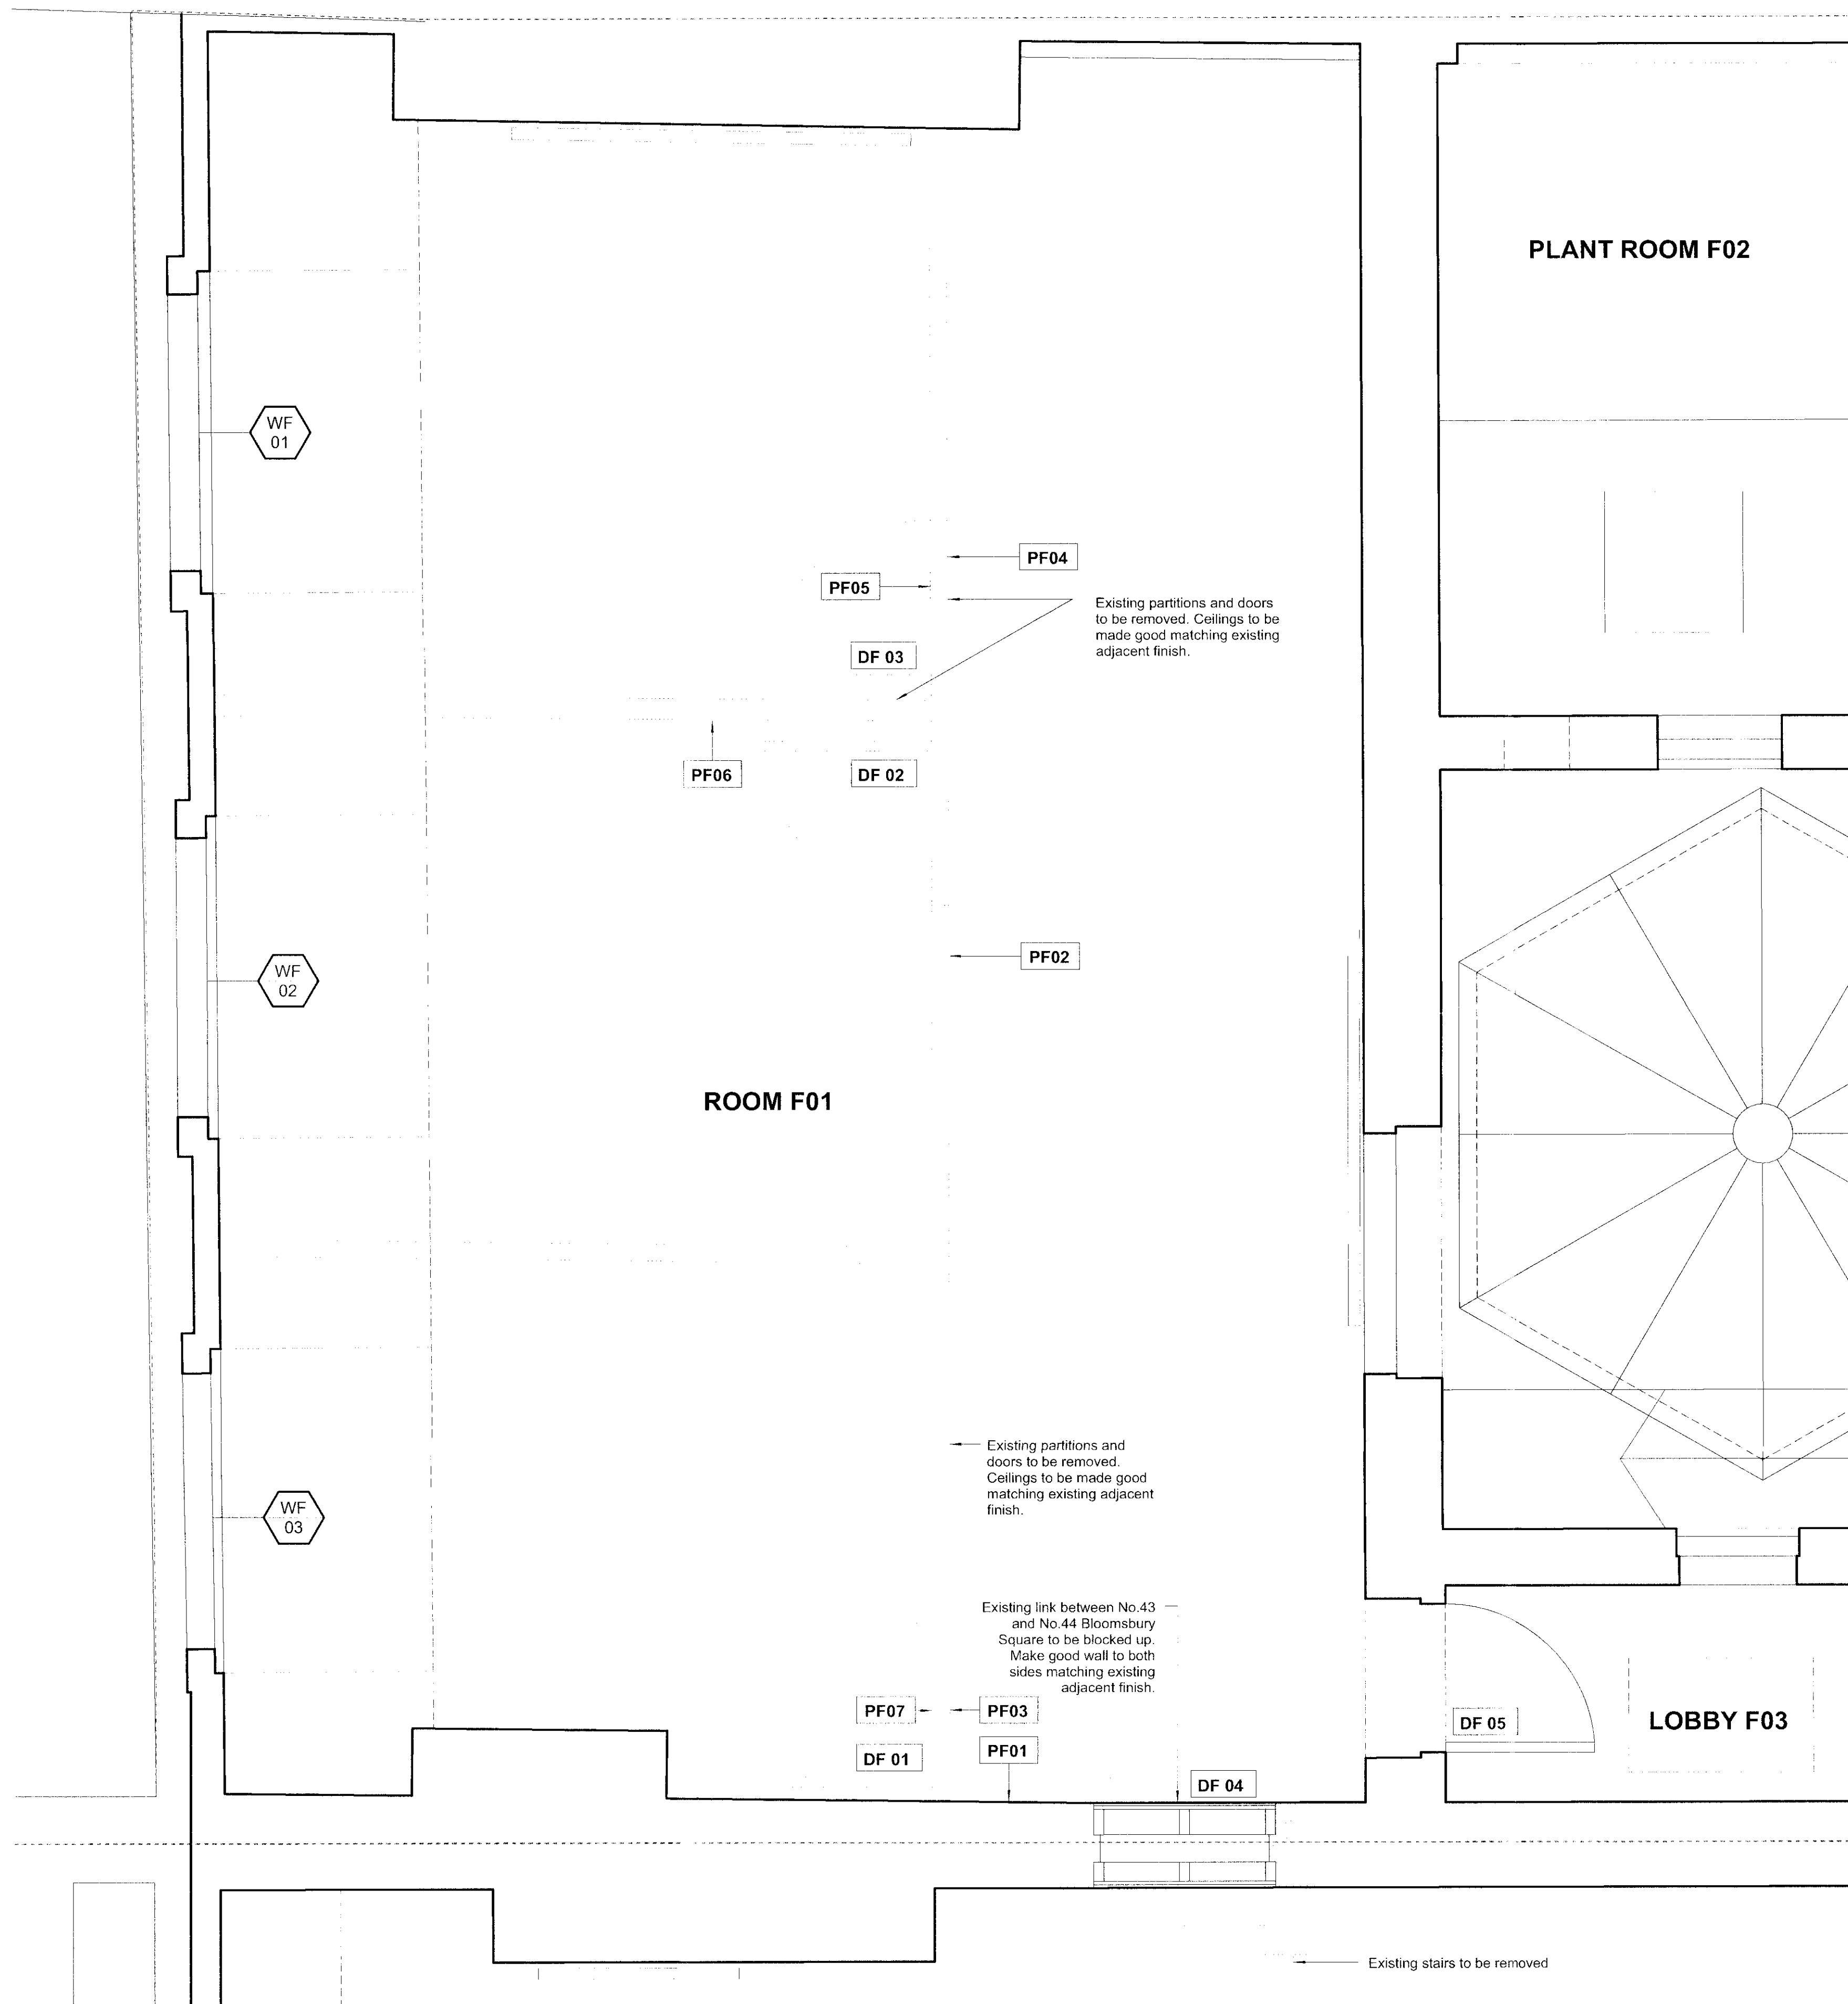 PLANT ROOM F02
WF
01
PF04
PF05
Existing partitions and doors
to be removed. Ceilings to be
made good matching existing
adjacent finish.
DF 03
PF06
DF 02
WF
02
PF02
ROOM F01
Existing partitions and
doors to be removed.
Ceilings to be made good
matching existing adjacent
finish.
WF
03
Existing link between No.43
and No.44 Bloomsbury
Square to be blocked up.
Make good wall to both
sides matching existing
adjacent finish.
PF07
PF03
DF 05
LOBBY F03
DF 01
PF01
DF 04
Existing stairs to be removed